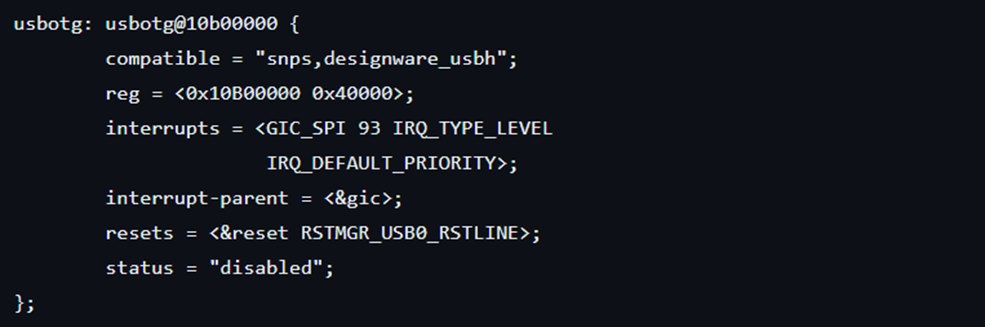 usbotg: usbotg@10b00000 {
compatible = "snps,designware_usbh";
reg = <0x10B00000 0x40000>;
interrupts = <GIC_SPI 93 IRQ_TYPE_LEVEL
IRQ_DEFAULT_PRIORITY>;
interrupt-parent = <&gic>;
resets = <&reset RSTMGR_USB0_RSTLINE>;
status = "disabled";
};